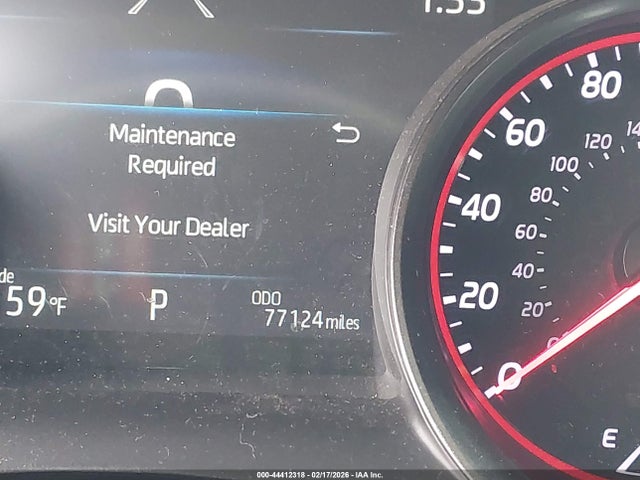 Maintenance
Required
Visit Your Dealer
59°F
P
ODO
77124 miles
80
60
40
20
0
120
100
80
60
40
20
E
000-44412318 - 02/17/2026 - IAA Inc.